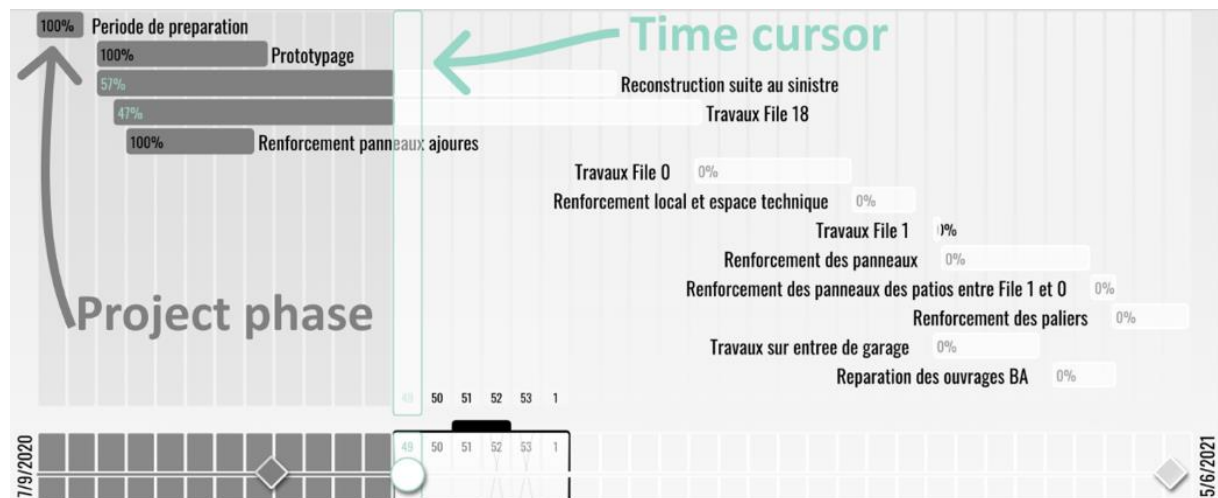 100% Periode de preparation
Time cursor
100% Prototypage
57% Reconstruction suite au sinistre
47% Travaux File 18
100% Renforcement panneaux ajoures
Travaux File 0 0%
Renforcement local et espace technique 0%
Travaux File 1 0%
Renforcement des panneaux 0%
Renforcement des panneaux des patios entre File 1 et 0 0%
Project phase
Renforcement des paliers 0%
Travaux sur entree de garage 0%
Reparation des ouvrages BA 0%
49 50 51 52 53 1
49 50 51 52 53 1
7/9/2020
5/6/2021